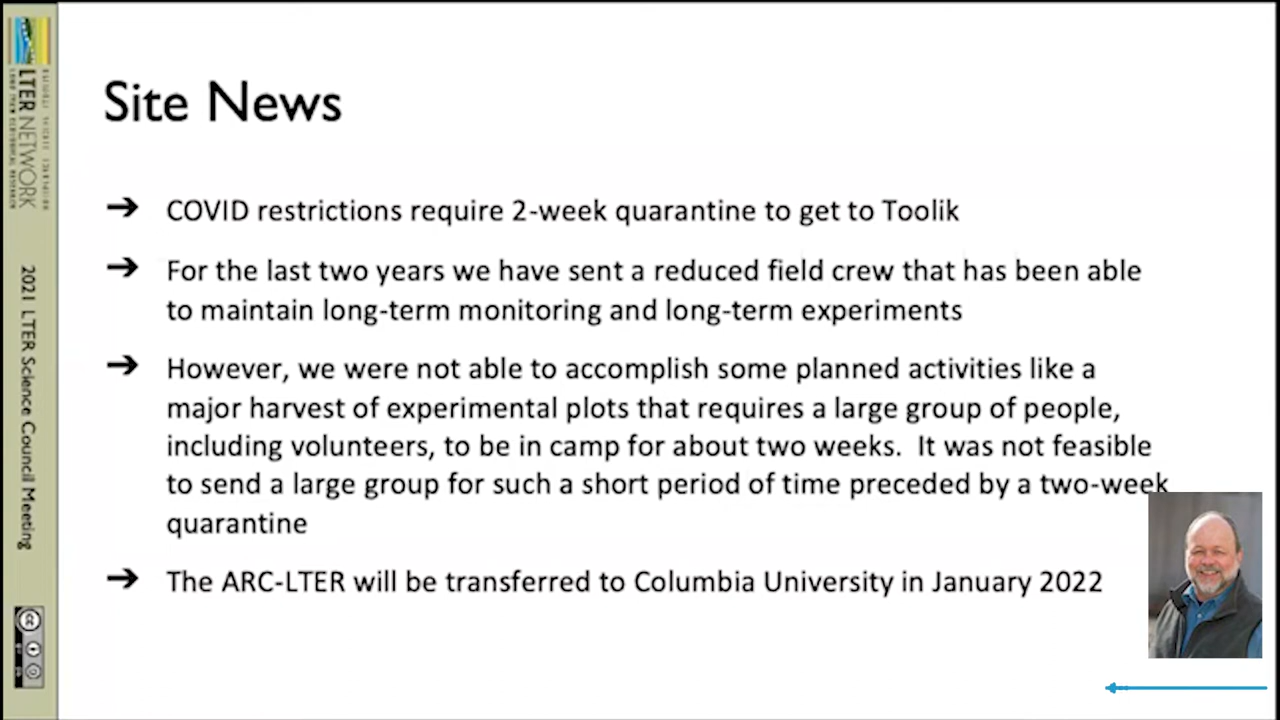 Site News
➔ COVID restrictions require 2-week quarantine to get to Toolik
➔ For the last two years we have sent a reduced field crew that has been able
to maintain long-term monitoring and long-term experiments
➔ However, we were not able to accomplish some planned activities like a
major harvest of experimental plots that requires a large group of people,
including volunteers, to be in camp for about two weeks.  It was not feasible
to send a large group for such a short period of time preceded by a two-week
quarantine
➔ The ARC-LTER will be transferred to Columbia University in January 2022
LTER NETWORK
2021 LTER Science Council Meeting
cc